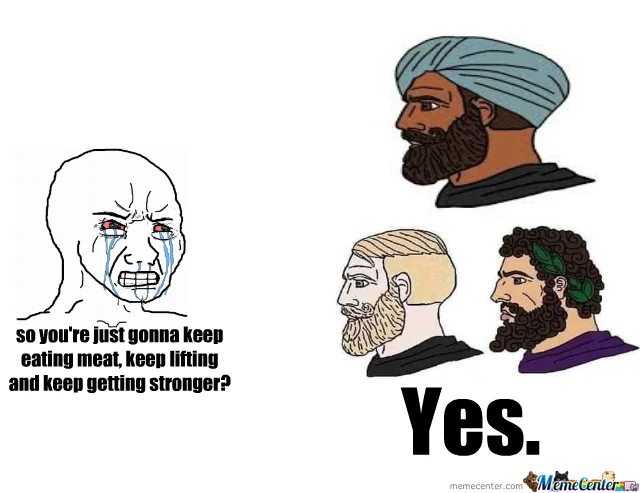 so you're just gonna keep
eating meat, keep lifting
and keep getting stronger?
Yes.
memecenter.com MemeCenter